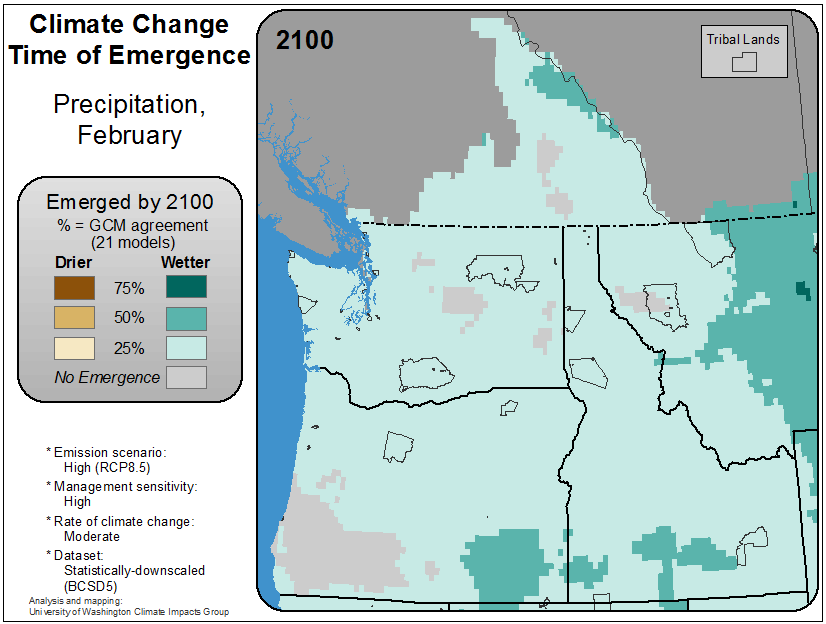 Climate Change
Time of Emergence
Precipitation,
February
Emerged by 2100
% = GCM agreement
(21 models)
Drier Wetter
75%
50%
25%
No Emergence
* Emission scenario:
High (RCP8.5)
* Management sensitivity:
High
* Rate of climate change:
Moderate
* Dataset:
Statistically-downscaled
(BCSD5)
Analysis and mapping:
University of Washington Climate Impacts Group
2100
Tribal Lands